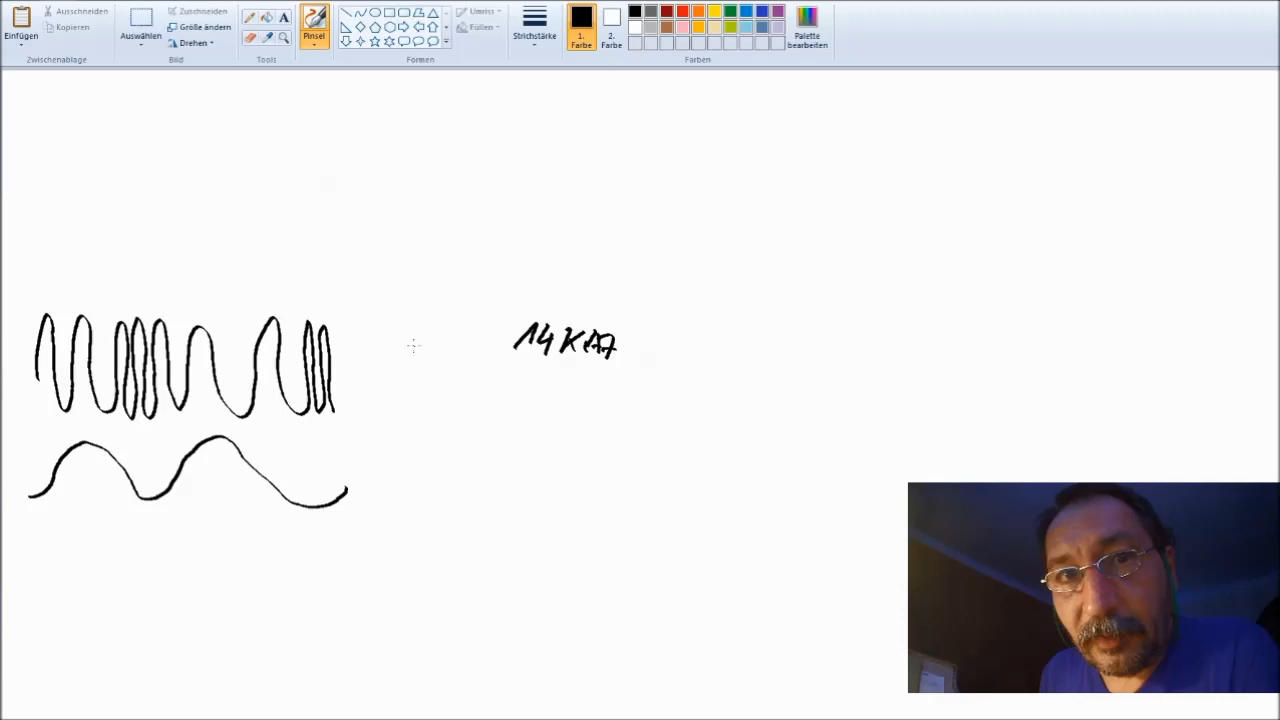 Einfügen
Ausschneiden
Kopieren
Zwischenablage
Auswählen
Zuschneiden
Größe ändern
Drehen
Bild
A
Tools
Pinsel
Formen
Umriss
Füllen
Strichstärke
1.
Farbe
2.
Farbe
Palette
bearbeiten
Farben
14